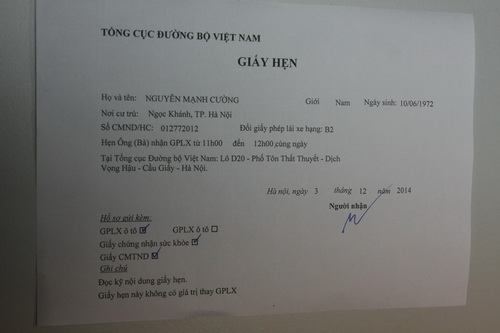 TỔNG CỤC ĐƯỜNG BỘ VIỆT NAM
GIẤY HẸN
Họ và tên: NGUYỄN MẠNH CƯỜNG Giới Nam Ngày sinh: 10/06/1972
Nơi cư trú: Ngọc Khánh, TP. Hà Nội
Số CMND/HC: 012772012 Đổi giấy phép lái xe hạng: B2
Hẹn Ông (Bà) nhận GPLX từ 11h00 đến 12h00,cùng ngày
Tại Tổng cục Đường bộ Việt Nam: Lô D20 - Phố Tôn Thất Thuyết - Dịch
Vọng Hậu - Cầu Giấy - Hà Nội.
Hà nội, ngày 3 tháng 12 năm 2014
Người nhận
Hồ sơ gửi kèm:
GPLX ô tô ☑ GPLX ô tô ☐
Giấy chứng nhận sức khỏe ☑
Giấy CMTND ☑
Ghi chú
Đọc kỹ nội dung giấy hẹn.
Giấy hẹn này không có giá trị thay GPLX